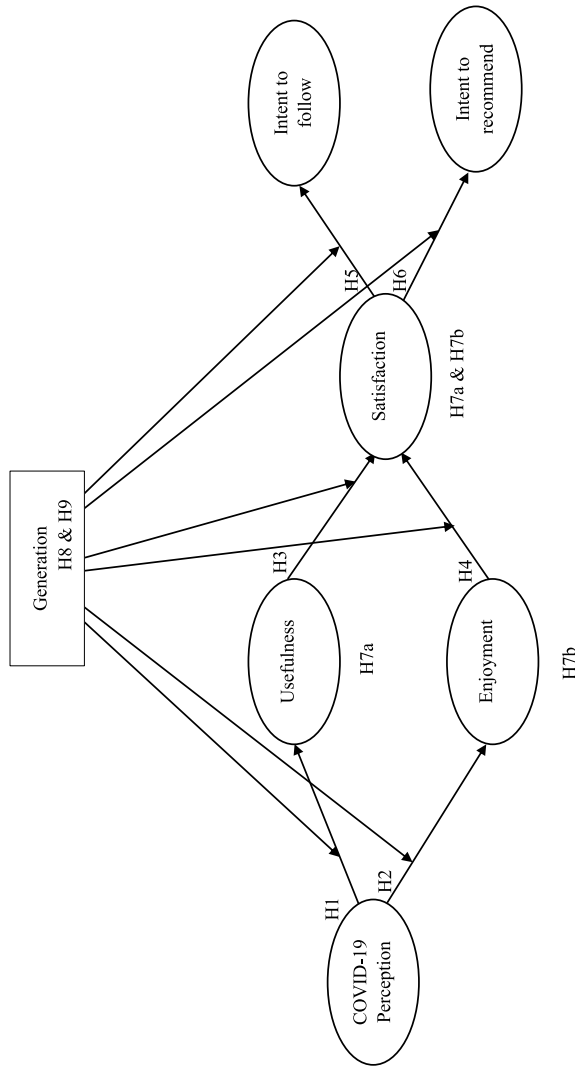 Generation
H8 & H9
H1
COVID-19
Perception
H2
Usefulness
H7a
H3
Enjoyment
H7b
H4
Satisfaction
H7a & H7b
H5
H6
Intent to
follow
Intent to
recommend